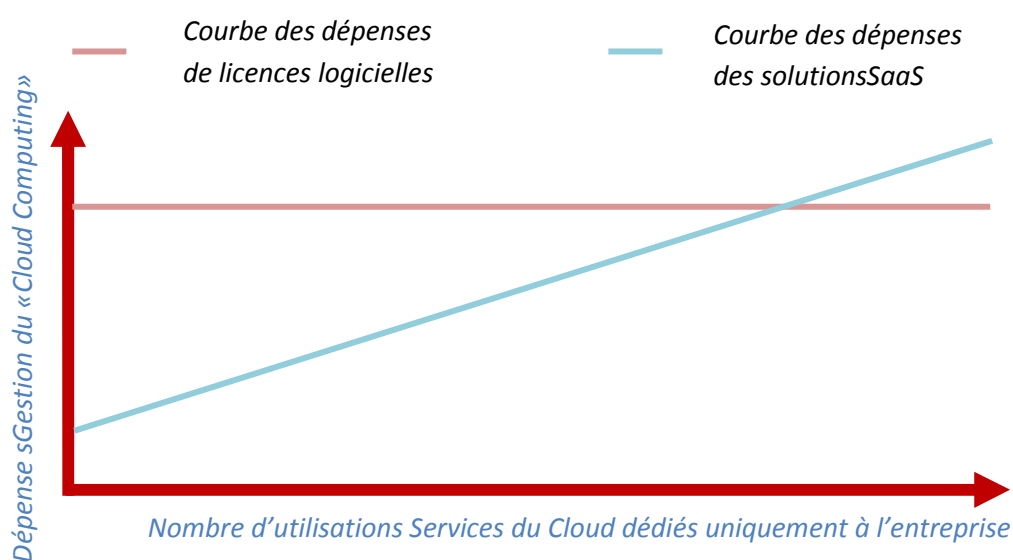 Courbe des dépenses
de licences logicielles
Courbe des dépenses
des solutionsSaaS
Dépense sGestion du «Cloud Computing»
Nombre d’utilisations Services du Cloud dédiés uniquement à l’entreprise